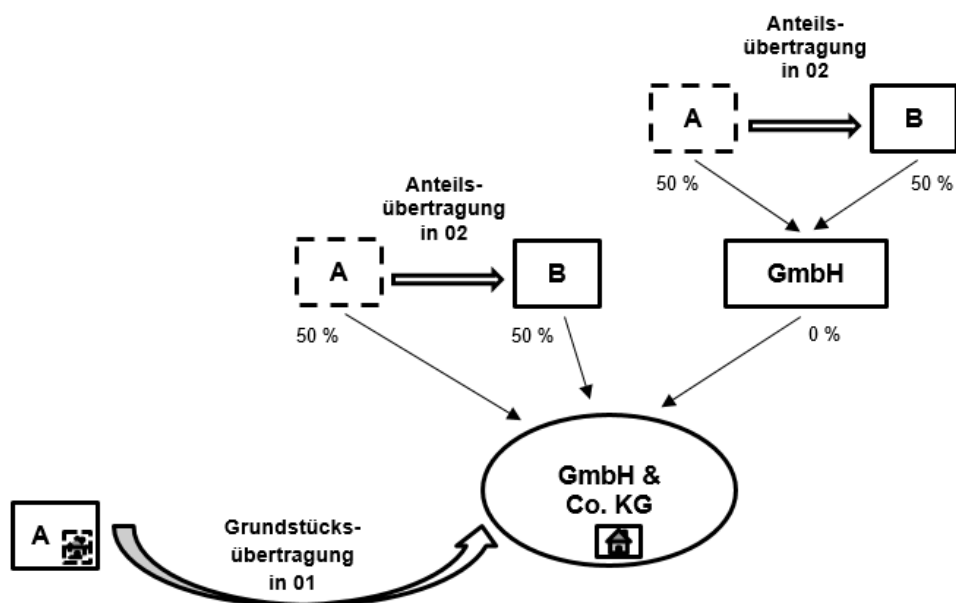 Anteils-
übertragung
in 02
A
B
50 %
50 %
Anteils-
übertragung
in 02
A
B
GmbH
50 %
50 %
0 %
GmbH &
Co. KG
A
Grundstücks-
übertragung
in 01